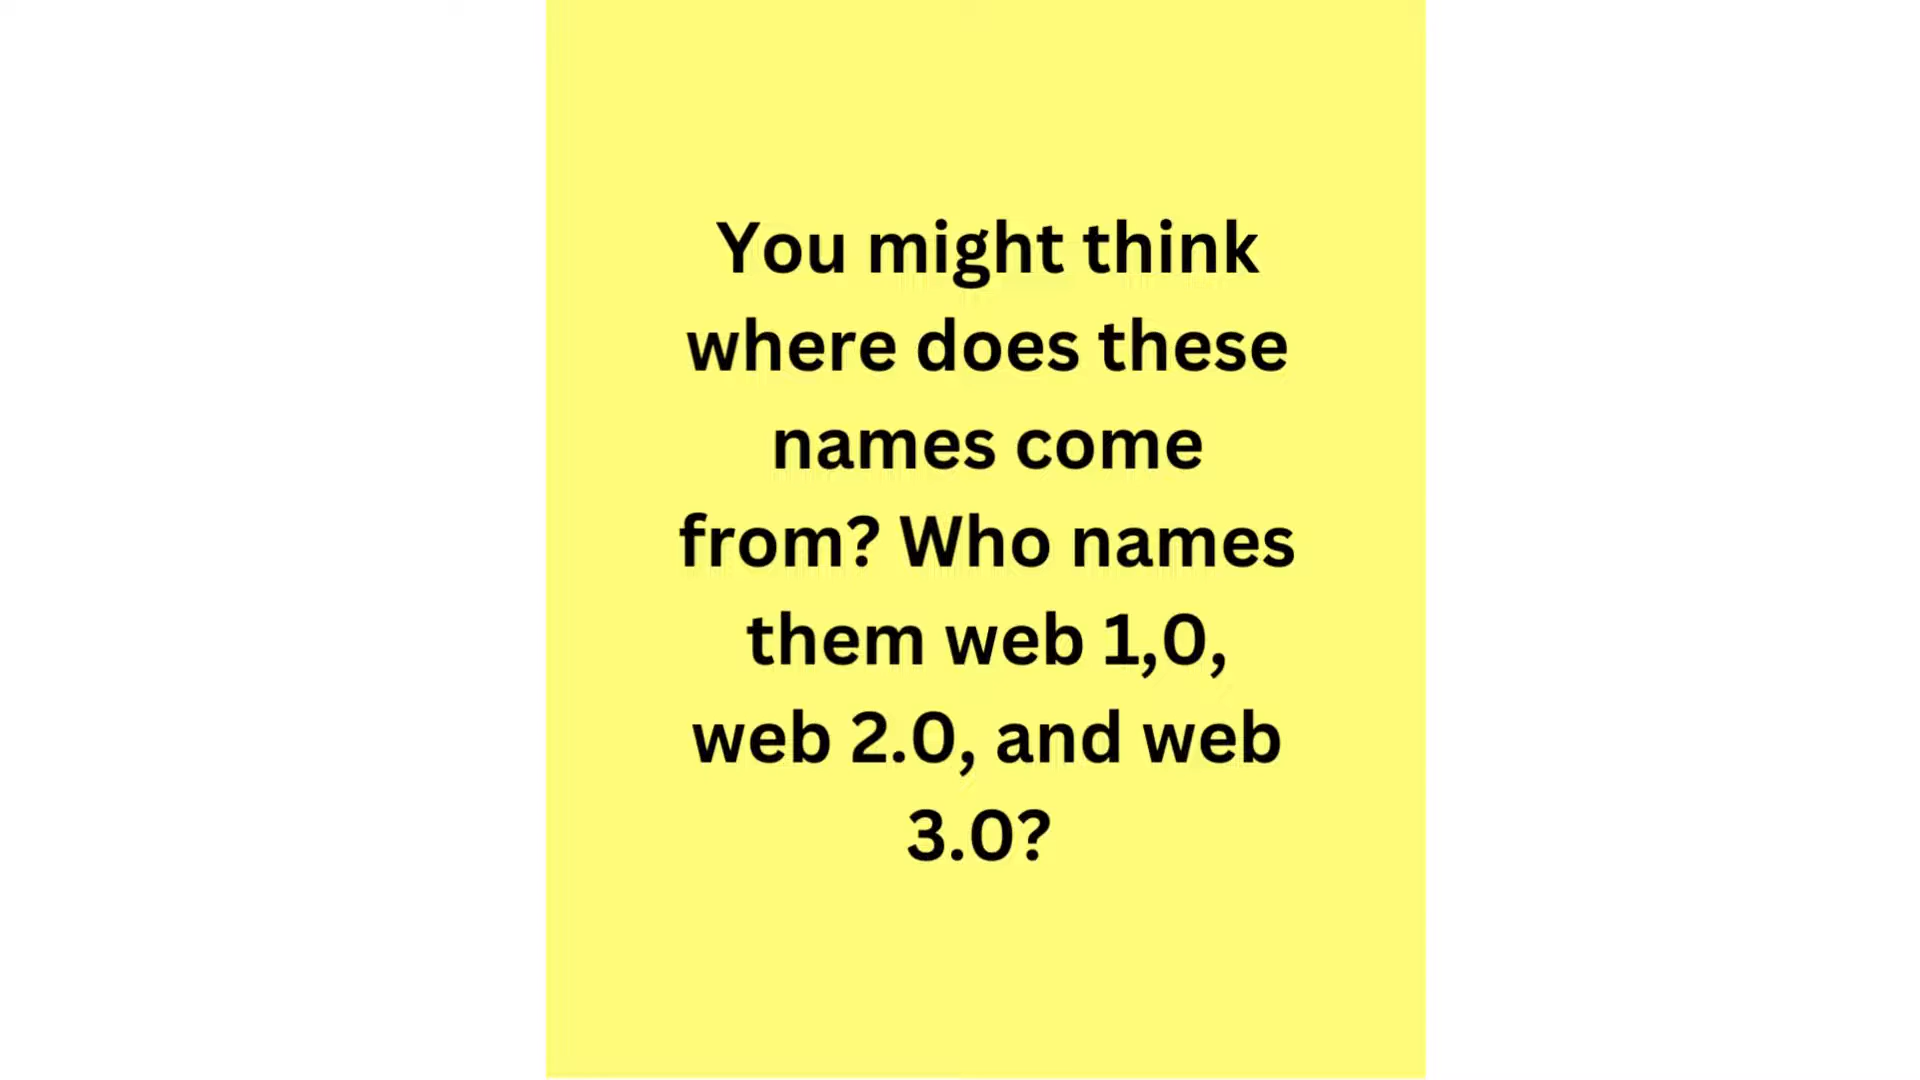 You might think
where does these
names come
from? Who names
them web 1,0,
web 2.0, and web
3.0?